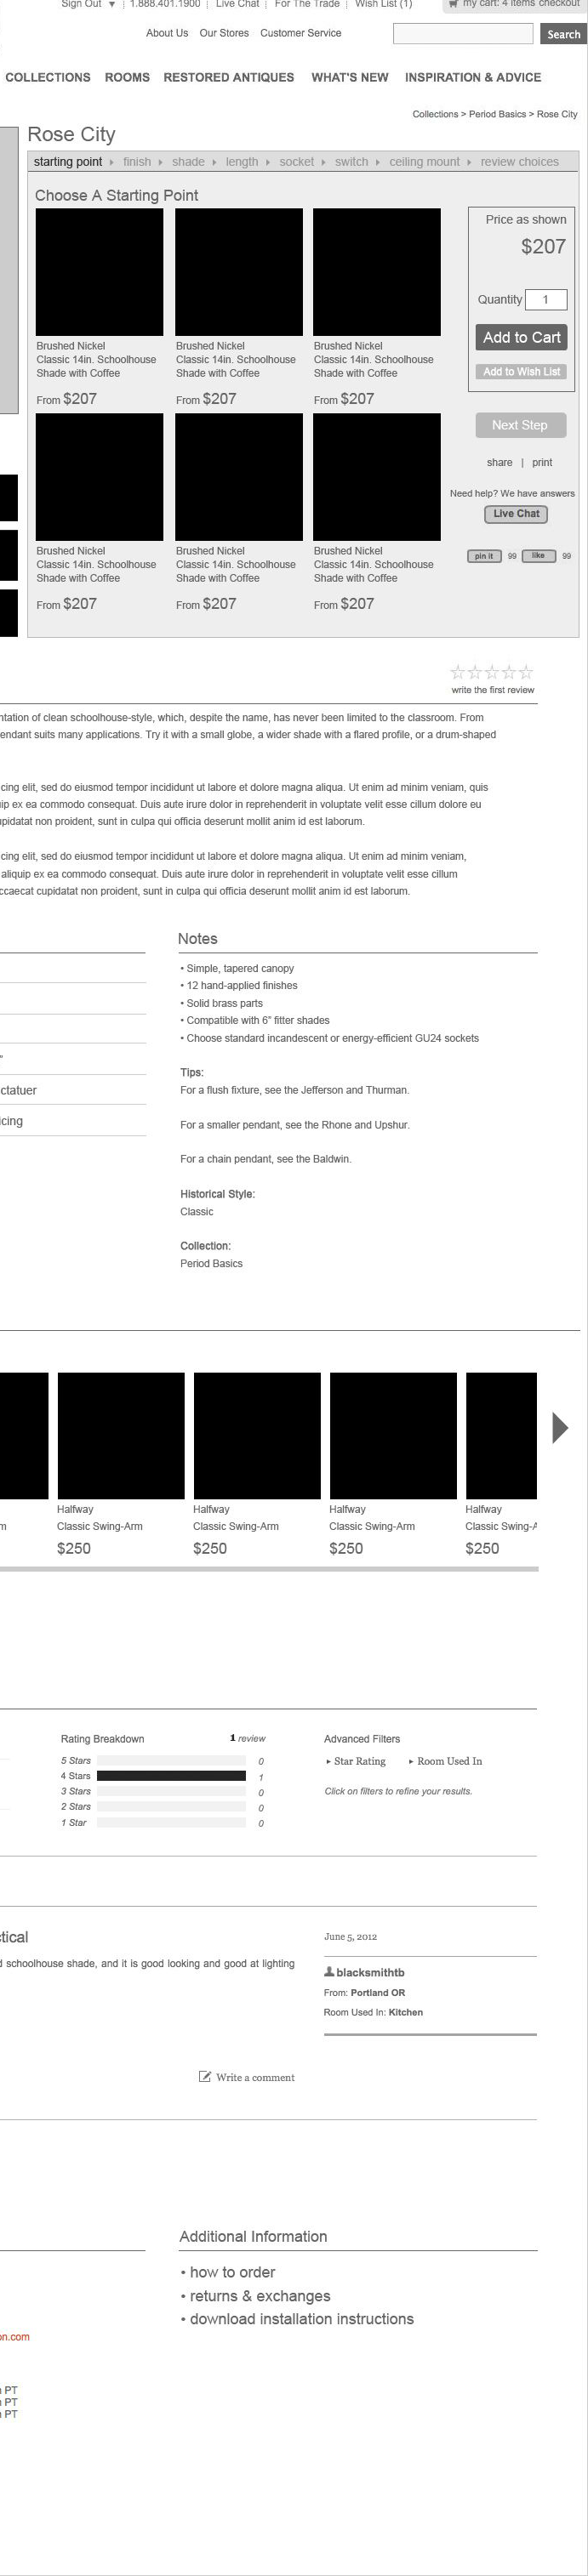 Sign Out ▼ | 1.888.401.1900 | Live Chat | For The Trade | Wish List (1)
my cart: 4 items checkout
About Us Our Stores Customer Service
Search
COLLECTIONS ROOMS RESTORED ANTIQUES WHAT'S NEW INSPIRATION & ADVICE
Collections > Period Basics > Rose City
Rose City
starting point ▸ finish ▸ shade ▸ length ▸ socket ▸ switch ▸ ceiling mount ▸ review choices
Choose A Starting Point
Brushed Nickel
Classic 14in. Schoolhouse
Shade with Coffee
From $207
Brushed Nickel
Classic 14in. Schoolhouse
Shade with Coffee
From $207
Brushed Nickel
Classic 14in. Schoolhouse
Shade with Coffee
From $207
Brushed Nickel
Classic 14in. Schoolhouse
Shade with Coffee
From $207
Brushed Nickel
Classic 14in. Schoolhouse
Shade with Coffee
From $207
Brushed Nickel
Classic 14in. Schoolhouse
Shade with Coffee
From $207
Price as shown
$207
Quantity 1
Add to Cart
Add to Wish List
Next Step
share | print
Need help? We have answers
Live Chat
pin it 99 like 99
write the first review
ntation of clean schoolhouse-style, which, despite the name, has never been limited to the classroom. From
endant suits many applications. Try it with a small globe, a wider shade with a flared profile, or a drum-shaped
cing elit, sed do eiusmod tempor incididunt ut labore et dolore magna aliqua. Ut enim ad minim veniam, quis
ip ex ea commodo consequat. Duis aute irure dolor in reprehenderit in voluptate velit esse cillum dolore eu
upidatat non proident, sunt in culpa qui officia deserunt mollit anim id est laborum.
cing elit, sed do eiusmod tempor incididunt ut labore et dolore magna aliqua. Ut enim ad minim veniam,
aliquip ex ea commodo consequat. Duis aute irure dolor in reprehenderit in voluptate velit esse cillum
ccaecat cupidatat non proident, sunt in culpa qui officia deserunt mollit anim id est laborum.
"
ctatuer
icing
Notes
• Simple, tapered canopy
• 12 hand-applied finishes
• Solid brass parts
• Compatible with 6" fitter shades
• Choose standard incandescent or energy-efficient GU24 sockets
Tips:
For a flush fixture, see the Jefferson and Thurman.
For a smaller pendant, see the Rhone and Upshur.
For a chain pendant, see the Baldwin.
Historical Style:
Classic
Collection:
Period Basics
m
Halfway
Classic Swing-Arm
$250
Halfway
Classic Swing-Arm
$250
Halfway
Classic Swing-Arm
$250
Halfway
Classic Swing-A
$250
Rating Breakdown 1 review
5 Stars 0
4 Stars 1
3 Stars 0
2 Stars 0
1 Star 0
Advanced Filters
▸ Star Rating ▸ Room Used In
Click on filters to refine your results.
ctical
d schoolhouse shade, and it is good looking and good at lighting
Write a comment
June 5, 2012
blacksmithtb
From: Portland OR
Room Used In: Kitchen
on.com
PT
PT
PT
Additional Information
• how to order
• returns & exchanges
• download installation instructions